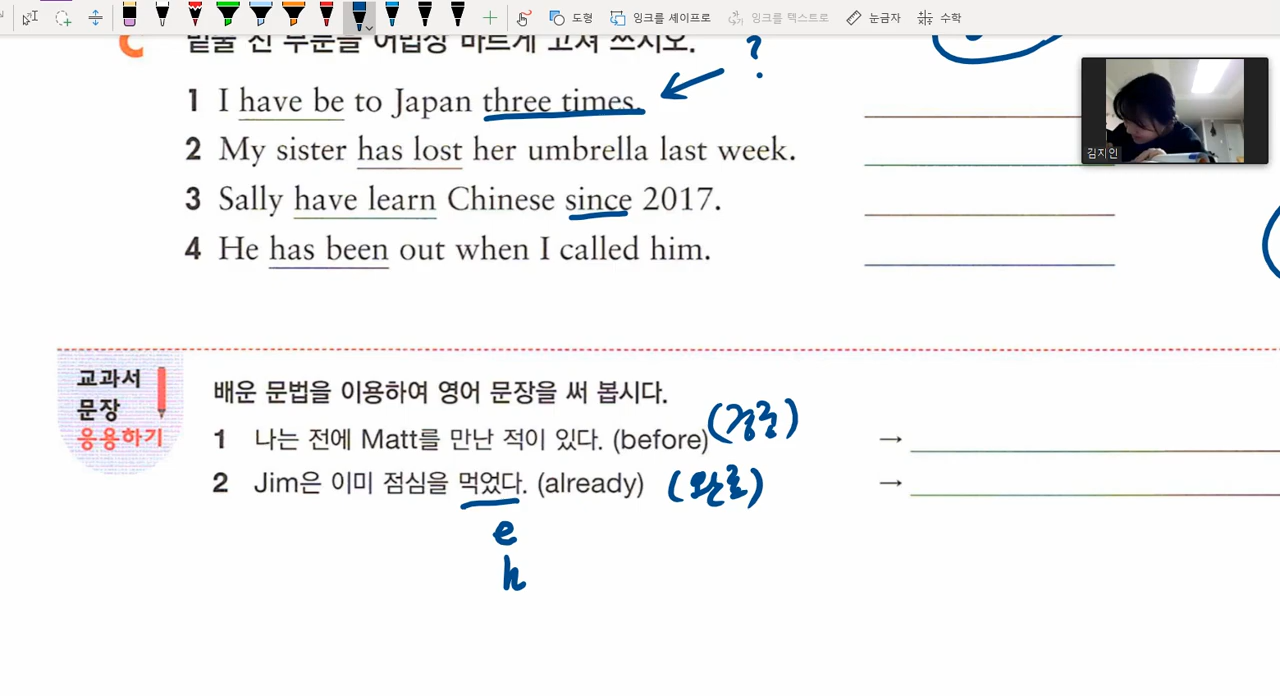 도형 잉크를 셰이프로 잉크를 텍스트로 눈금자 수학
C 밑줄 친 부분을 어법상 바르게 고쳐 쓰시오.
?
1 I have be to Japan three times.
김지인
2 My sister has lost her umbrella last week.
3 Sally have learn Chinese since 2017.
4 He has been out when I called him.
교과서
문장
응용하기
배운 문법을 이용하여 영어 문장을 써 봅시다.
1 나는 전에 Matt를 만난 적이 있다. (before) →
2 Jim은 이미 점심을 먹었다. (already) (완료) →
e
h